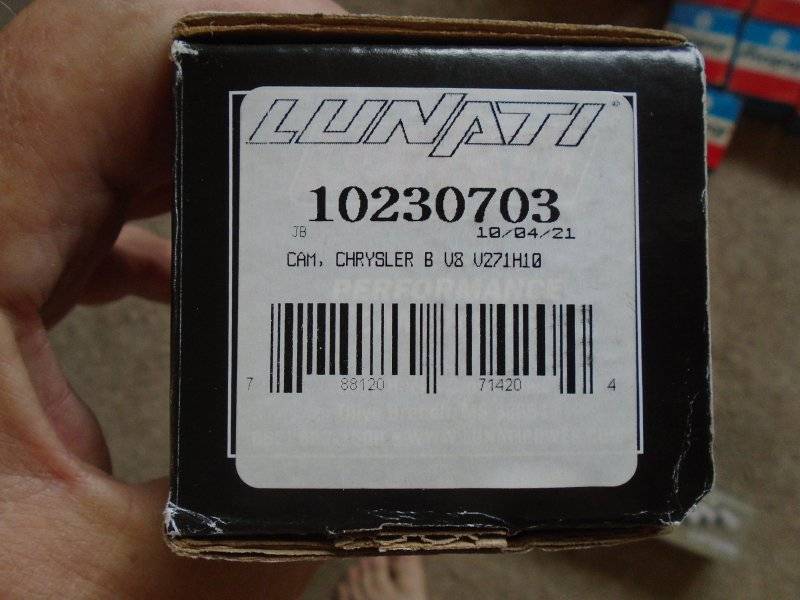 LUNATI®
10230703
JB 10/04/21
CAM, CHRYSLER B V8 V271H10
PERFORMANCE
7 88120 71420 4